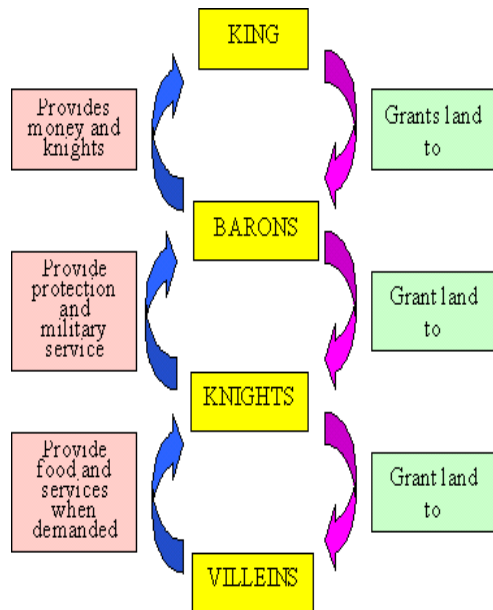 KING
Provides
money and
knights
Grants land
to
BARONS
Provide
protection
and
military
service
Grant land
to
KNIGHTS
Provide
food and
services
when
demanded
Grant land
to
VILLEINS